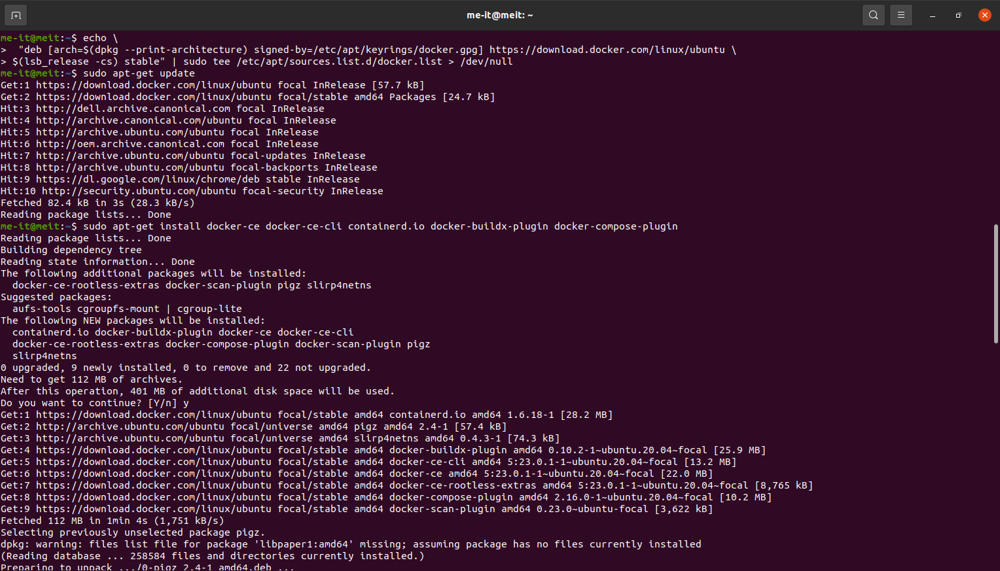 me-it@meit: ~
me-it@meit:~$ echo \
>  "deb [arch=$(dpkg --print-architecture) signed-by=/etc/apt/keyrings/docker.gpg] https://download.docker.com/linux/ubuntu \
> $(lsb_release -cs) stable" | sudo tee /etc/apt/sources.list.d/docker.list > /dev/null
me-it@meit:~$ sudo apt-get update
Get:1 https://download.docker.com/linux/ubuntu focal InRelease [57.7 kB]
Get:2 https://download.docker.com/linux/ubuntu focal/stable amd64 Packages [24.7 kB]
Hit:3 http://dell.archive.canonical.com focal InRelease
Hit:4 http://archive.canonical.com/ubuntu focal InRelease
Hit:5 http://archive.ubuntu.com/ubuntu focal InRelease
Hit:6 http://oem.archive.canonical.com focal InRelease
Hit:7 http://archive.ubuntu.com/ubuntu focal-updates InRelease
Hit:8 http://archive.ubuntu.com/ubuntu focal-backports InRelease
Hit:9 https://dl.google.com/linux/chrome/deb stable InRelease
Hit:10 http://security.ubuntu.com/ubuntu focal-security InRelease
Fetched 82.4 kB in 3s (28.3 kB/s)
Reading package lists... Done
me-it@meit:~$ sudo apt-get install docker-ce docker-ce-cli containerd.io docker-buildx-plugin docker-compose-plugin
Reading package lists... Done
Building dependency tree
Reading state information... Done
The following additional packages will be installed:
  docker-ce-rootless-extras docker-scan-plugin pigz slirp4netns
Suggested packages:
  aufs-tools cgroupfs-mount | cgroup-lite
The following NEW packages will be installed:
  containerd.io docker-buildx-plugin docker-ce docker-ce-cli
  docker-ce-rootless-extras docker-compose-plugin docker-scan-plugin pigz
  slirp4netns
0 upgraded, 9 newly installed, 0 to remove and 22 not upgraded.
Need to get 112 MB of archives.
After this operation, 401 MB of additional disk space will be used.
Do you want to continue? [Y/n] y
Get:1 https://download.docker.com/linux/ubuntu focal/stable amd64 containerd.io amd64 1.6.18-1 [28.2 MB]
Get:2 http://archive.ubuntu.com/ubuntu focal/universe amd64 pigz amd64 2.4-1 [57.4 kB]
Get:3 http://archive.ubuntu.com/ubuntu focal/universe amd64 slirp4netns amd64 0.4.3-1 [74.3 kB]
Get:4 https://download.docker.com/linux/ubuntu focal/stable amd64 docker-buildx-plugin amd64 0.10.2-1~ubuntu.20.04~focal [25.9 MB]
Get:5 https://download.docker.com/linux/ubuntu focal/stable amd64 docker-ce-cli amd64 5:23.0.1-1~ubuntu.20.04~focal [13.2 MB]
Get:6 https://download.docker.com/linux/ubuntu focal/stable amd64 docker-ce amd64 5:23.0.1-1~ubuntu.20.04~focal [22.0 MB]
Get:7 https://download.docker.com/linux/ubuntu focal/stable amd64 docker-ce-rootless-extras amd64 5:23.0.1-1~ubuntu.20.04~focal [8,765 kB]
Get:8 https://download.docker.com/linux/ubuntu focal/stable amd64 docker-compose-plugin amd64 2.16.0-1~ubuntu.20.04~focal [10.2 MB]
Get:9 https://download.docker.com/linux/ubuntu focal/stable amd64 docker-scan-plugin amd64 0.23.0~ubuntu-focal [3,622 kB]
Fetched 112 MB in 1min 4s (1,751 kB/s)
Selecting previously unselected package pigz.
dpkg: warning: files list file for package 'libpaper1:amd64' missing; assuming package has no files currently installed
(Reading database ... 258584 files and directories currently installed.)
Preparing to unpack .../0-pigz_2.4-1_amd64.deb ...